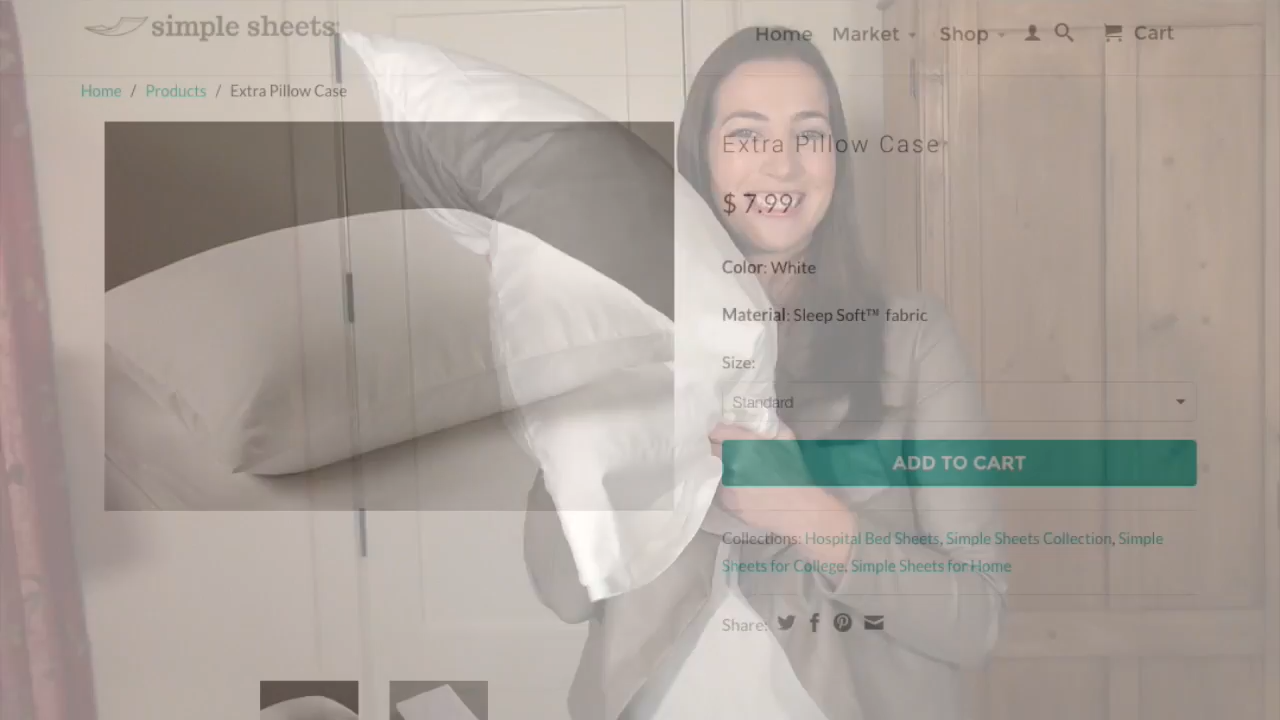 simple sheets
Home Market Shop Cart
Home / Products / Extra Pillow Case
Extra Pillow Case
$ 7.99
Color: White
Material: Sleep Soft™ fabric
Size:
Standard
ADD TO CART
Collections: Hospital Bed Sheets, Simple Sheets Collection, Simple
Sheets for College, Simple Sheets for Home
Share: